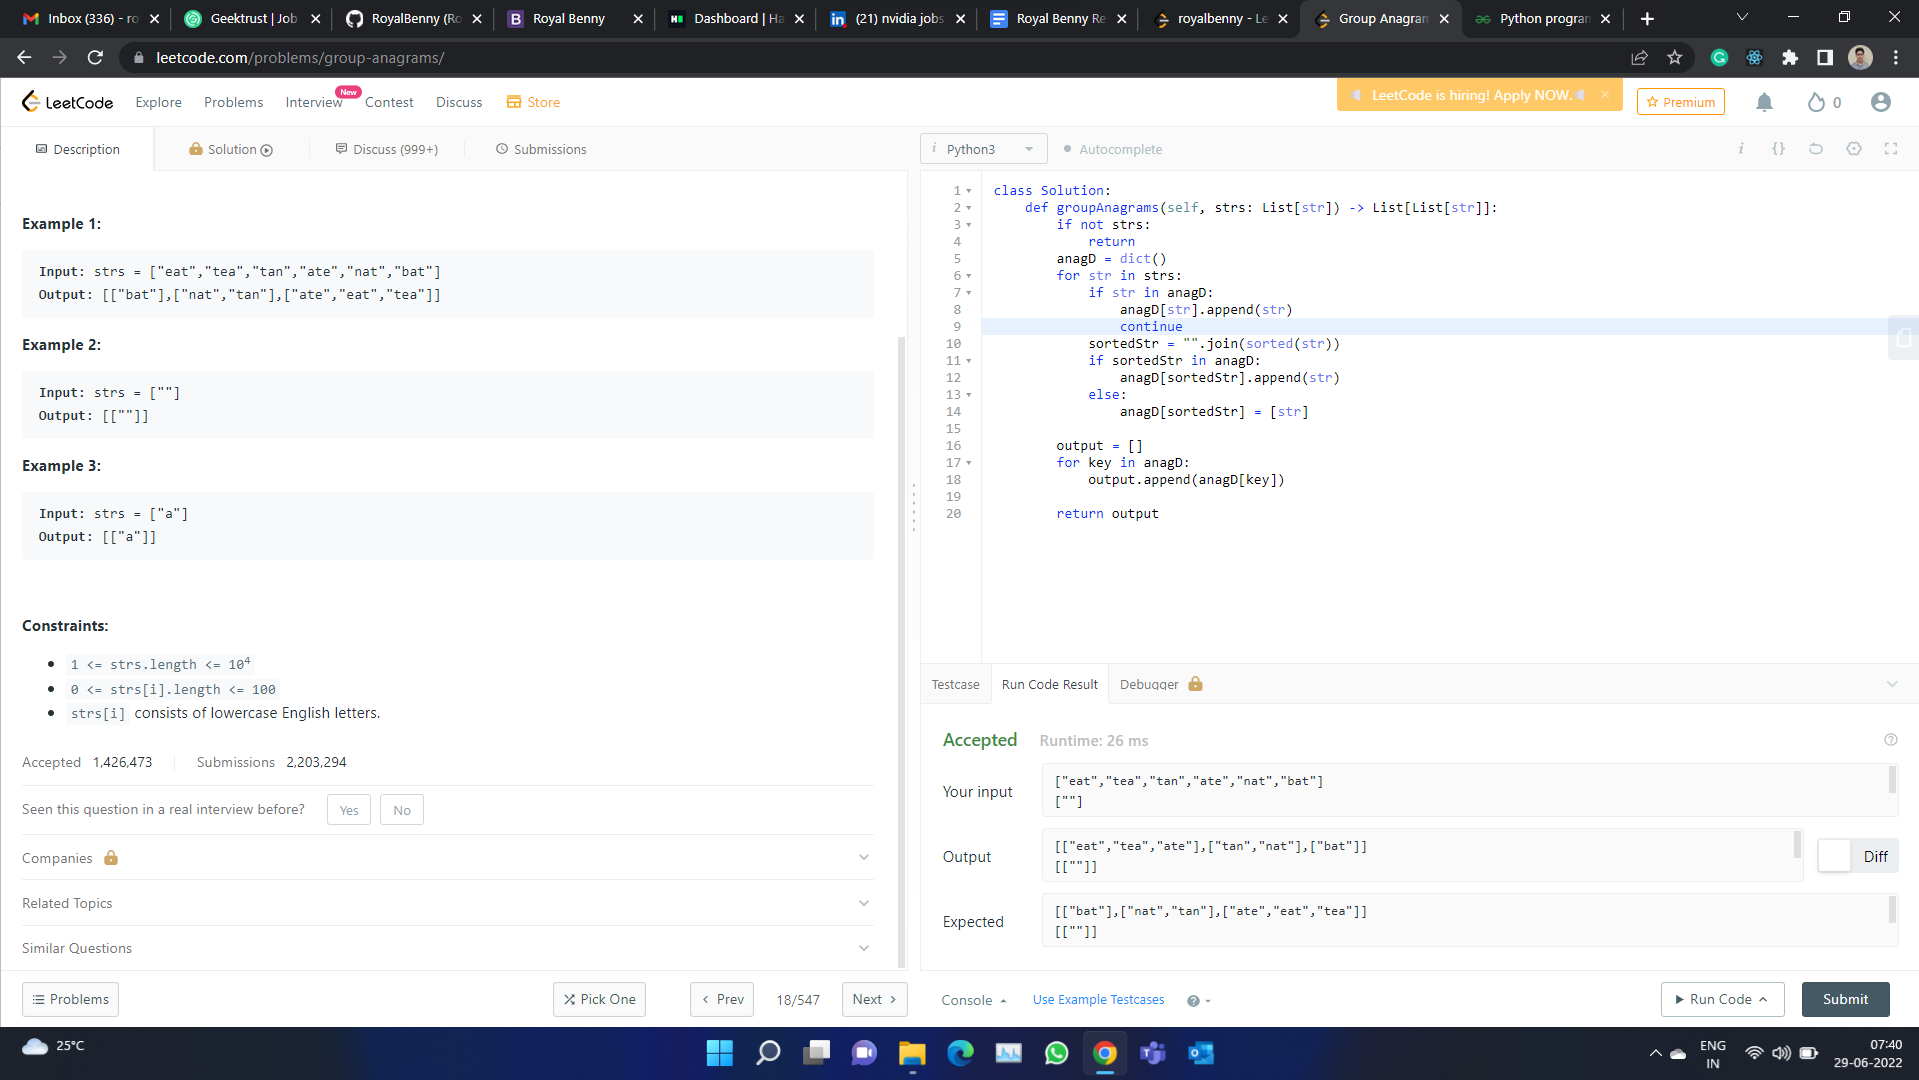 Inbox (336) - ro
Geektrust | Job
RoyalBenny (Ro
B Royal Benny
Dashboard | Ha
in (21) nvidia jobs
Royal Benny Re
royalbenny - Le
Group Anagram
Python progran
leetcode.com/problems/group-anagrams/
LeetCode Explore Problems Interview New Contest Discuss Store
LeetCode is hiring! Apply NOW.
Premium
0
Description
Solution
Discuss (999+)
Submissions
Example 1:
Input: strs = ["eat","tea","tan","ate","nat","bat"]
Output: [["bat"],["nat","tan"],["ate","eat","tea"]]
Example 2:
Input: strs = [""]
Output: [[""]]
Example 3:
Input: strs = ["a"]
Output: [["a"]]
Constraints:
1 <= strs.length <= 10⁴
0 <= strs[i].length <= 100
strs[i] consists of lowercase English letters.
Accepted 1,426,473 Submissions 2,203,294
Seen this question in a real interview before? Yes No
Companies
Related Topics
Similar Questions
Problems
Pick One
Prev
18/547
Next
i Python3
Autocomplete
i {}
1 class Solution:
2 def groupAnagrams(self, strs: List[str]) -> List[List[str]]:
3 if not strs:
4 return
5 anagD = dict()
6 for str in strs:
7 if str in anagD:
8 anagD[str].append(str)
9 continue
10 sortedStr = "".join(sorted(str))
11 if sortedStr in anagD:
12 anagD[sortedStr].append(str)
13 else:
14 anagD[sortedStr] = [str]
15
16 output = []
17 for key in anagD:
18 output.append(anagD[key])
19
20 return output
Testcase
Run Code Result
Debugger
Accepted Runtime: 26 ms
Your input
["eat","tea","tan","ate","nat","bat"]
[""]
Output
[["eat","tea","ate"],["tan","nat"],["bat"]]
[[""]]
Diff
Expected
[["bat"],["nat","tan"],["ate","eat","tea"]]
[[""]]
Console
Use Example Testcases
Run Code
Submit
25°C
ENG
IN
07:40
29-06-2022